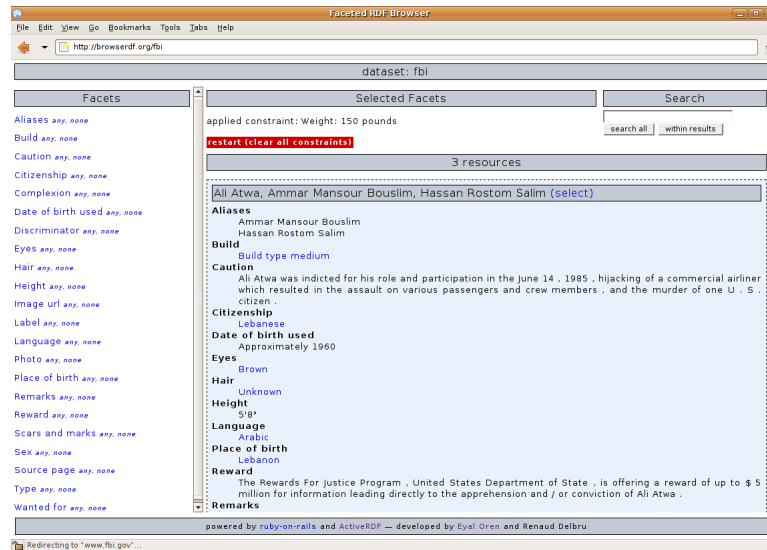 Faceted RDF Browser
File Edit View Go Bookmarks Tools Tabs Help
http://browserdf.org/fbi
dataset: fbi
Facets
Aliases any, none
Build any, none
Caution any, none
Citizenship any, none
Complexion any, none
Date of birth used any, none
Discriminator any, none
Eyes any, none
Hair any, none
Height any, none
Image url any, none
Label any, none
Language any, none
Photo any, none
Place of birth any, none
Remarks any, none
Reward any, none
Scars and marks any, none
Sex any, none
Source page any, none
Type any, none
Wanted for any, none
Selected Facets
applied constraint: Weight: 150 pounds
restart (clear all constraints)
Search
search all within results
3 resources
Ali Atwa, Ammar Mansour Bouslim, Hassan Rostom Salim (select)
Aliases
Ammar Mansour Bouslim
Hassan Rostom Salim
Build
Build type medium
Caution
Ali Atwa was indicted for his role and participation in the June 14 , 1985 , hijacking of a commercial airliner
which resulted in the assault on various passengers and crew members , and the murder of one U . S .
citizen .
Citizenship
Lebanese
Date of birth used
Approximately 1960
Eyes
Brown
Hair
Unknown
Height
5'8"
Language
Arabic
Place of birth
Lebanon
Reward
The Rewards For Justice Program , United States Department of State , is offering a reward of up to $ 5
million for information leading directly to the apprehension and / or conviction of Ali Atwa .
Remarks
powered by ruby-on-rails and ActiveRDF — developed by Eyal Oren and Renaud Delbru
Redirecting to "www.fbi.gov"...